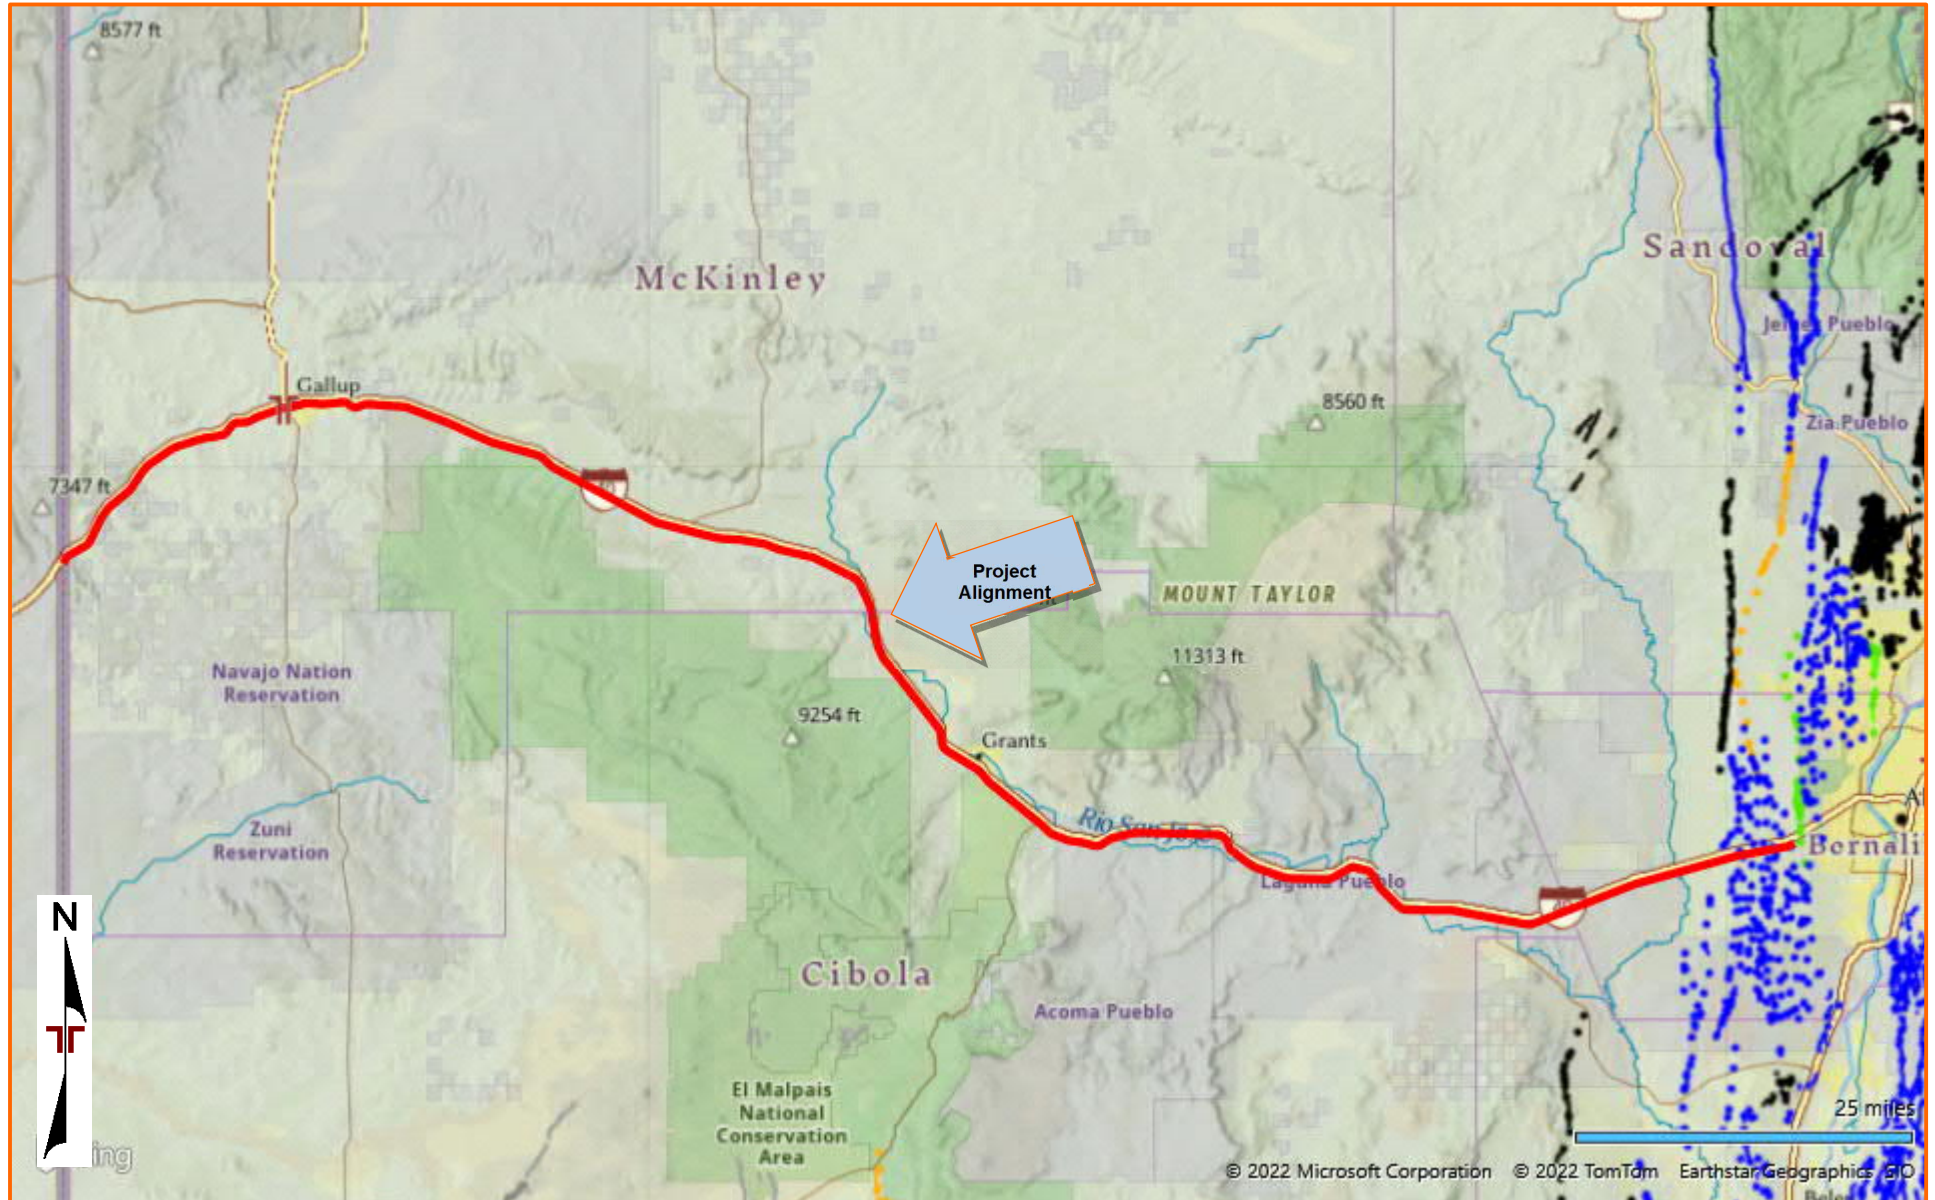 8577 ft
Sandoval
McKinley
Jemez Pueblo
Gallup
8560 ft
Zia Pueblo
7347 ft
40
Project
Alignment
MOUNT TAYLOR
11313 ft
Navajo Nation
Reservation
9254 ft
Grants
Rio San Jose
Zuni
Reservation
Bernali
Laguna Pueblo
40
N
Cibola
Acoma Pueblo
El Malpais
National
Conservation
Area
25 miles
© 2022 Microsoft Corporation © 2022 TomTom Earthstar Geographics SIO